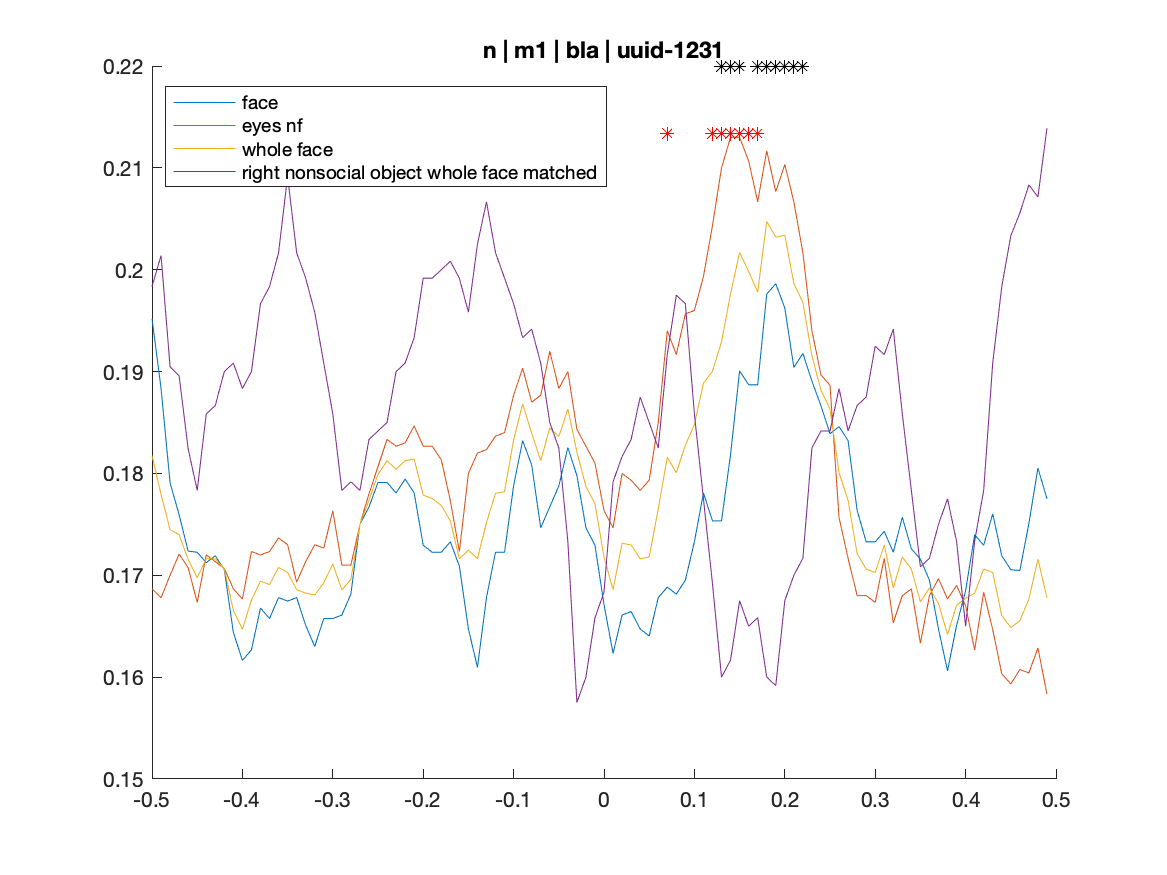 n | m1 | bla | uuid-1231
0.22
face
eyes nf
whole face
right nonsocial object whole face matched
0.21
0.2
0.19
0.18
0.17
0.16
0.15
-0.5 -0.4 -0.3 -0.2 -0.1 0 0.1 0.2 0.3 0.4 0.5